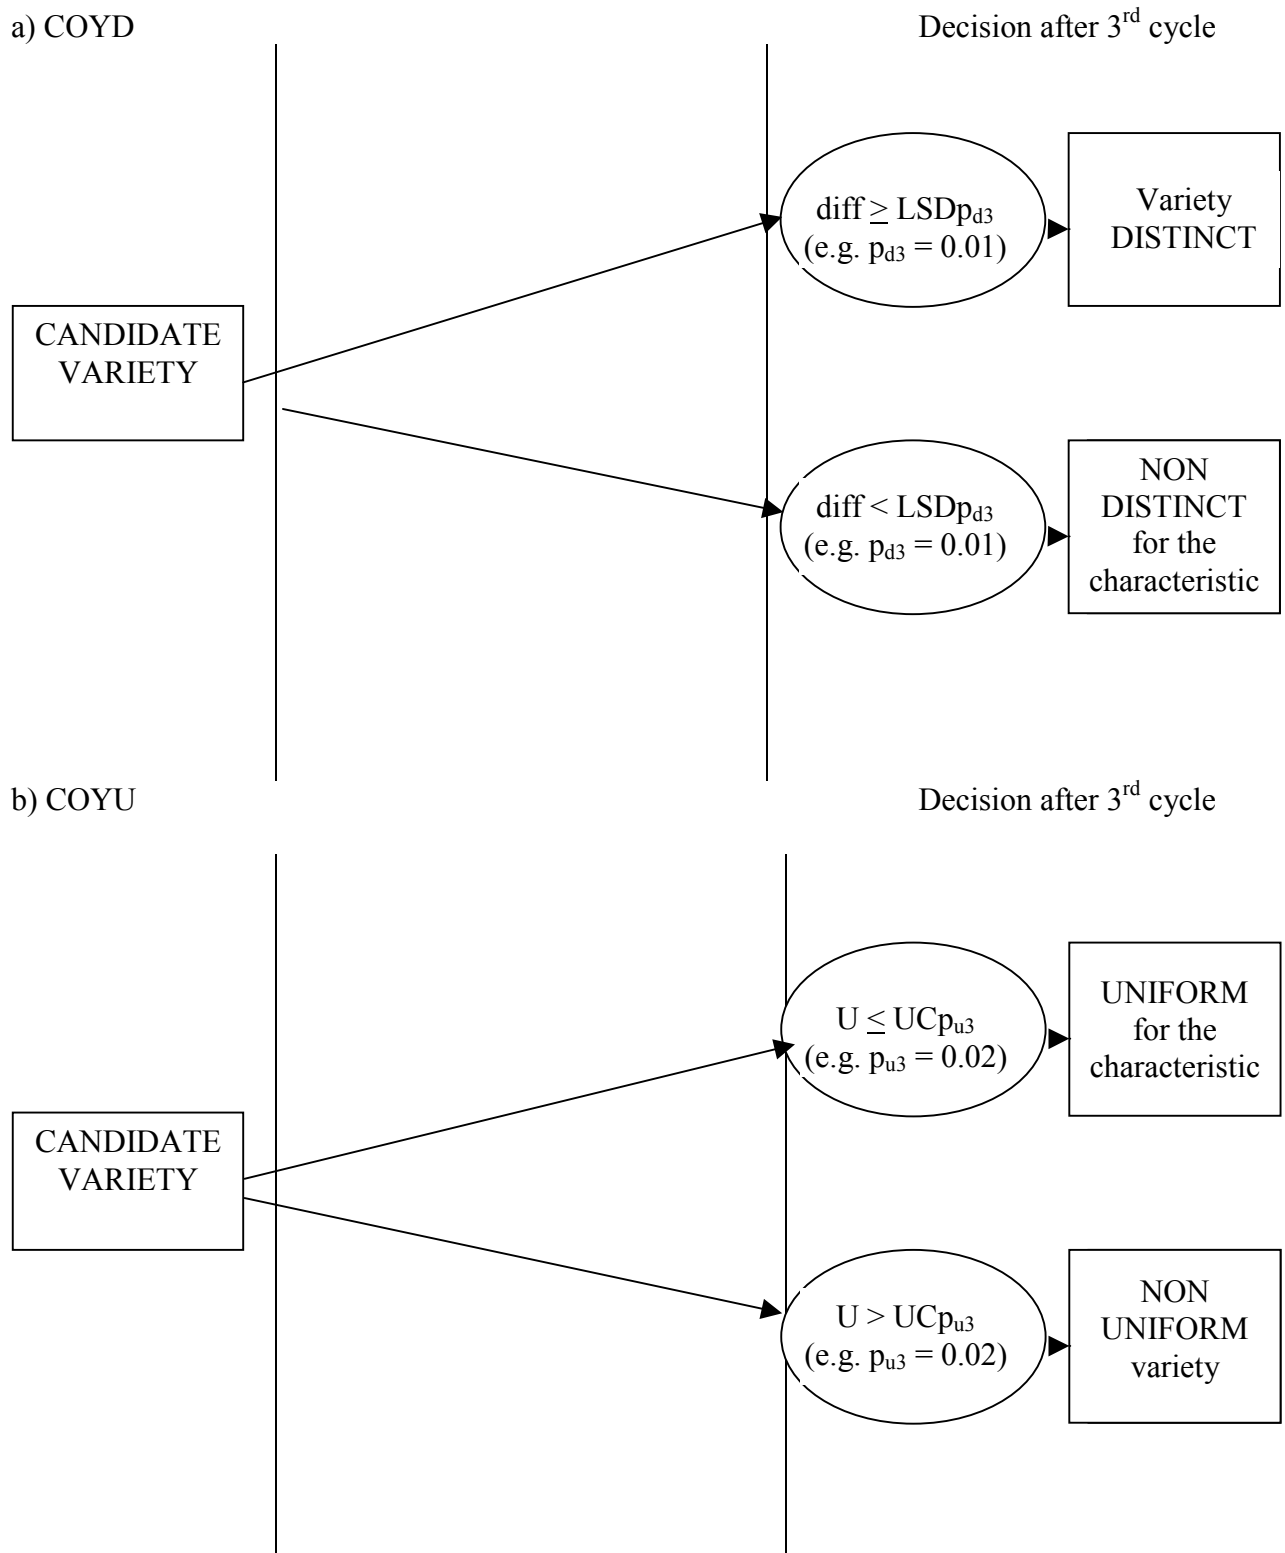 a) COYD
Decision after 3rd cycle
diff ≥ LSDpd3
(e.g. pd3 = 0.01)
Variety
DISTINCT
CANDIDATE
VARIETY
diff < LSDpd3
(e.g. pd3 = 0.01)
NON
DISTINCT
for the
characteristic
b) COYU
Decision after 3rd cycle
U ≤ UCpu3
(e.g. pu3 = 0.02)
UNIFORM
for the
characteristic
CANDIDATE
VARIETY
U > UCpu3
(e.g. pu3 = 0.02)
NON
UNIFORM
variety